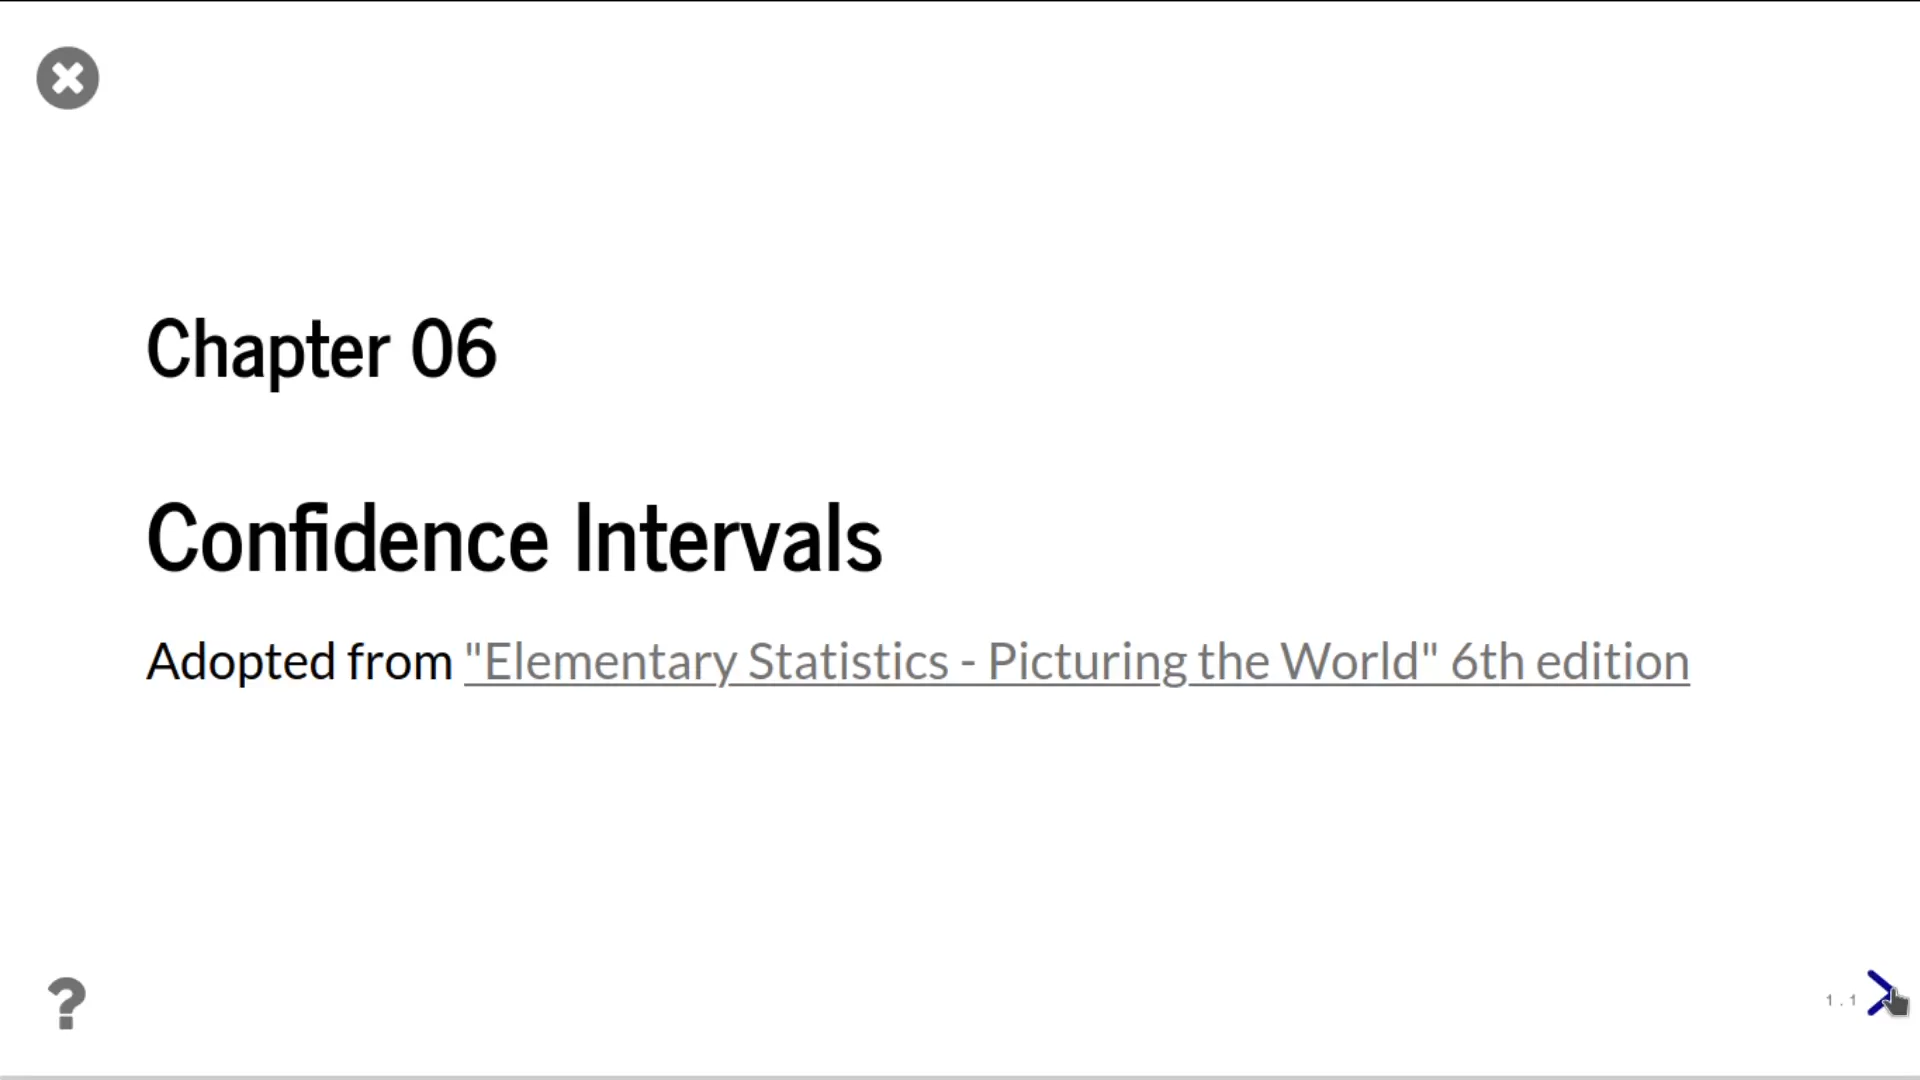 Chapter 06
Confidence Intervals
Adopted from "Elementary Statistics - Picturing the World" 6th edition
?
1 . 1